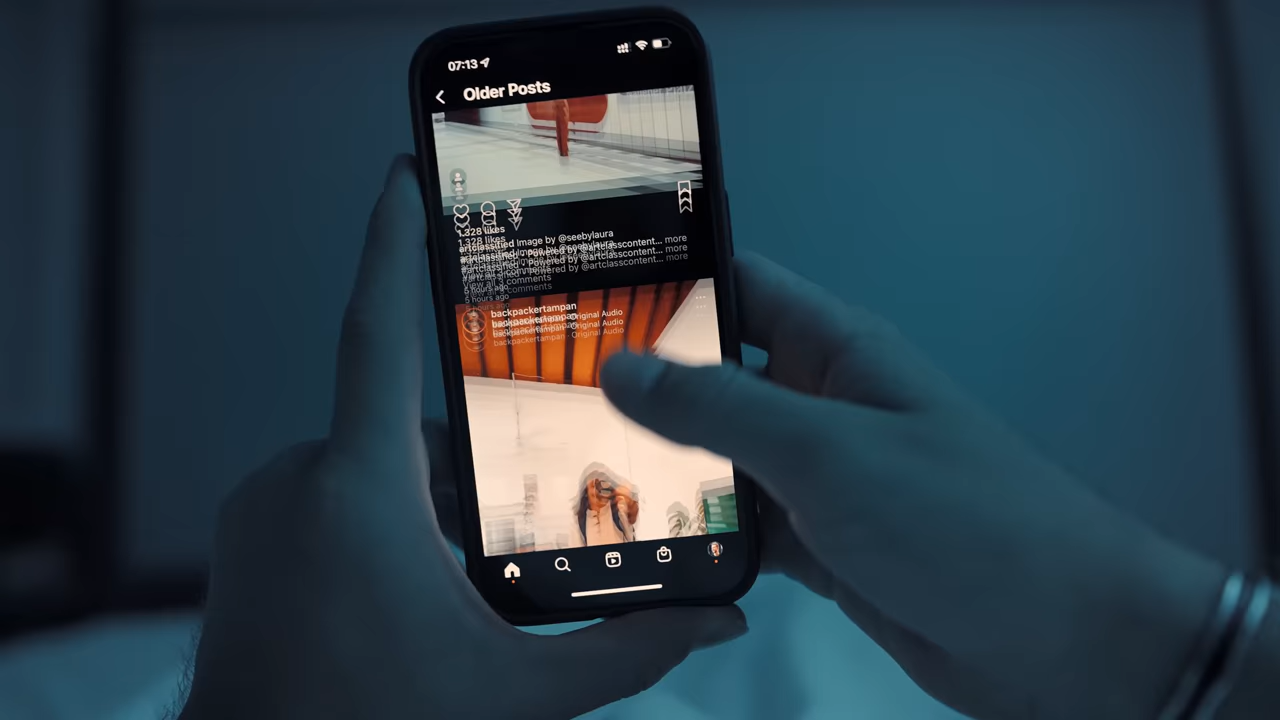 07:13
Older Posts
1.328 likes
artclassified Image by @seebylaura
- Powered by @artclasscontent... more
View all 3 comments
5 hours ago
backpackertampan
backpackertampan Original Audio